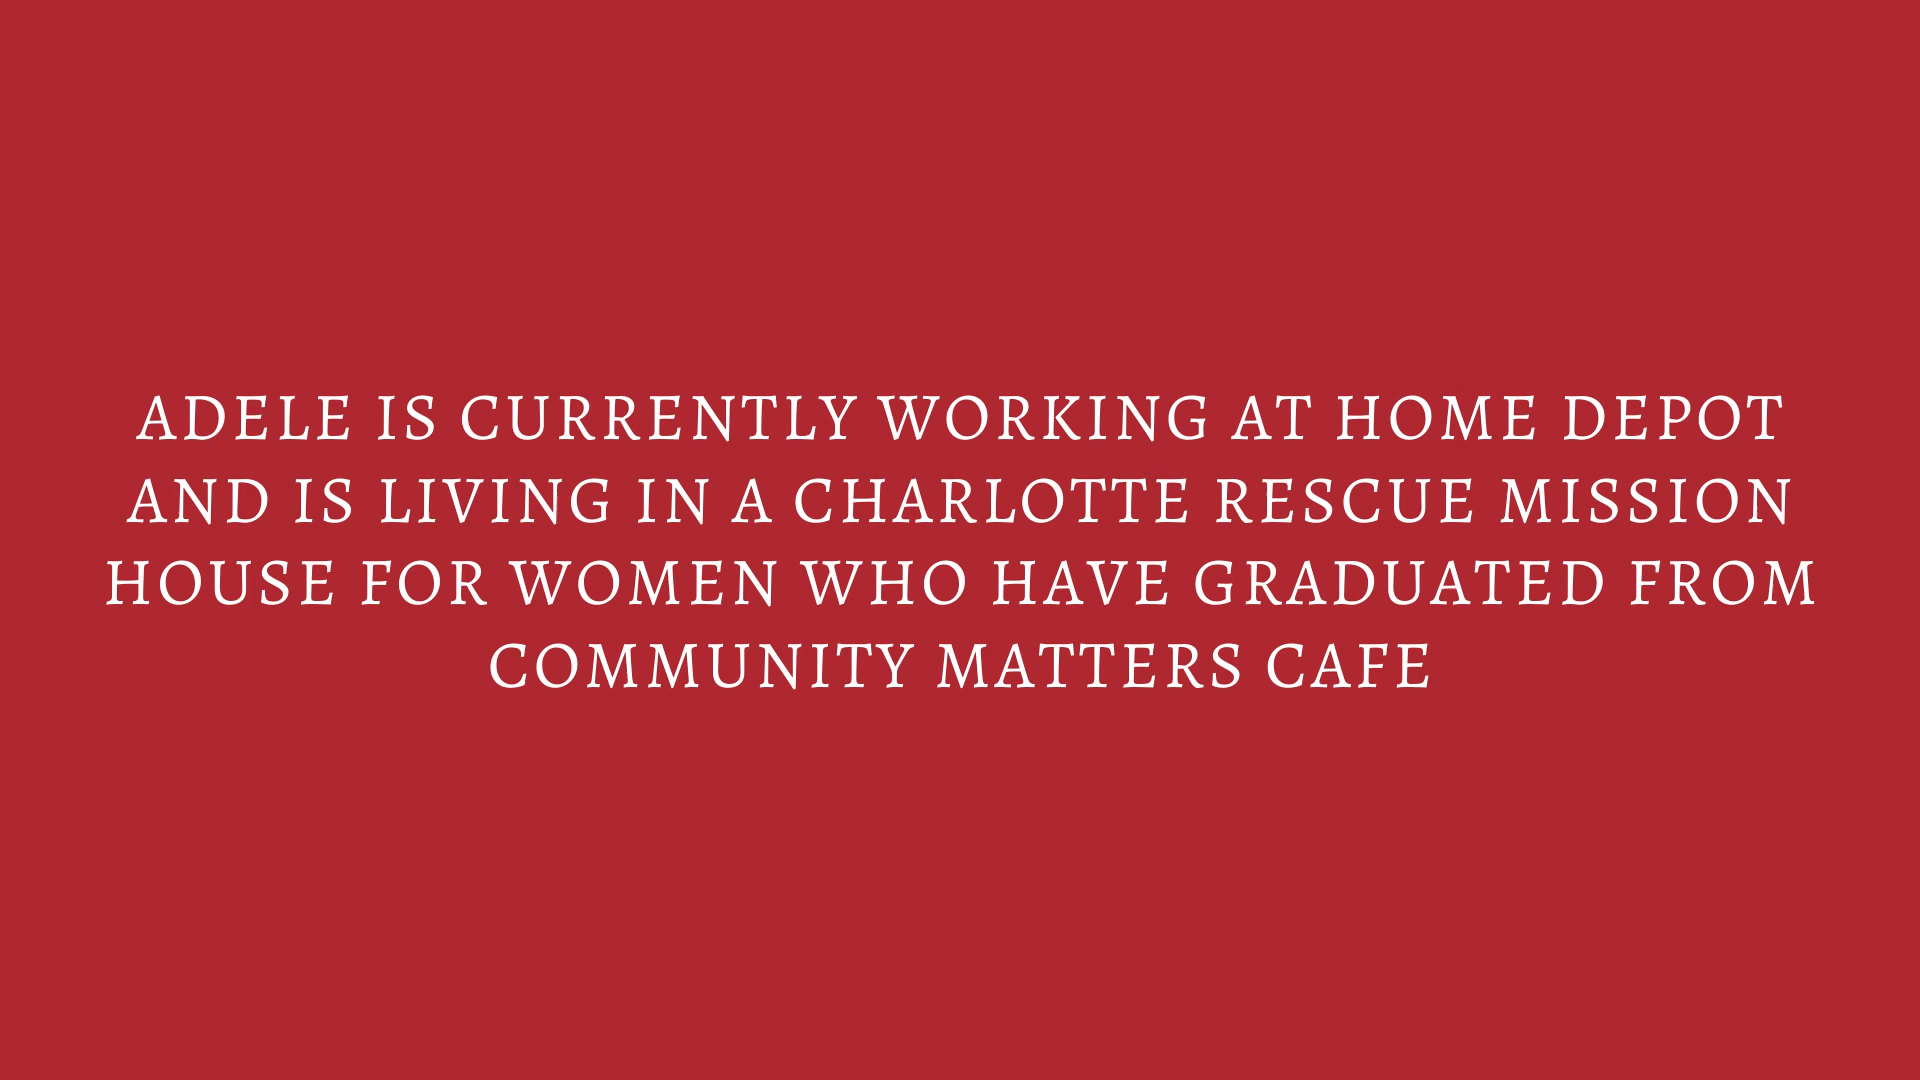 ADELE IS CURRENTLY WORKING AT HOME DEPOT
AND IS LIVING IN A CHARLOTTE RESCUE MISSION
HOUSE FOR WOMEN WHO HAVE GRADUATED FROM
COMMUNITY MATTERS CAFE